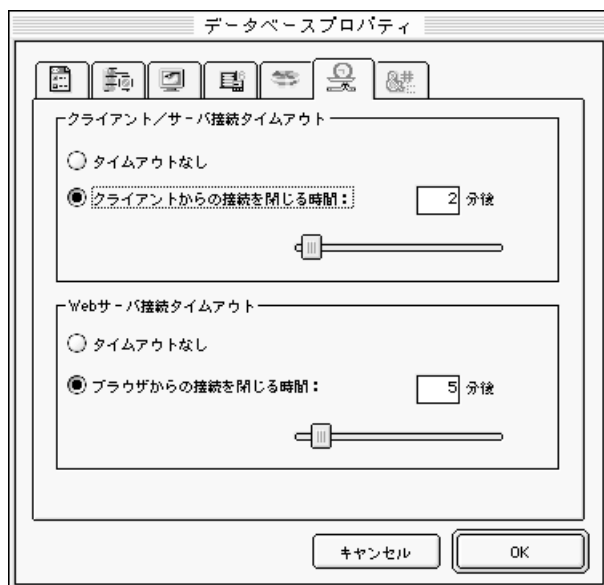 データベースプロパティ
クライアント／サーバ接続タイムアウト
タイムアウトなし
クライアントからの接続を閉じる時間： 2 分後
Webサーバ接続タイムアウト
タイムアウトなし
ブラウザからの接続を閉じる時間： 5 分後
キャンセル OK